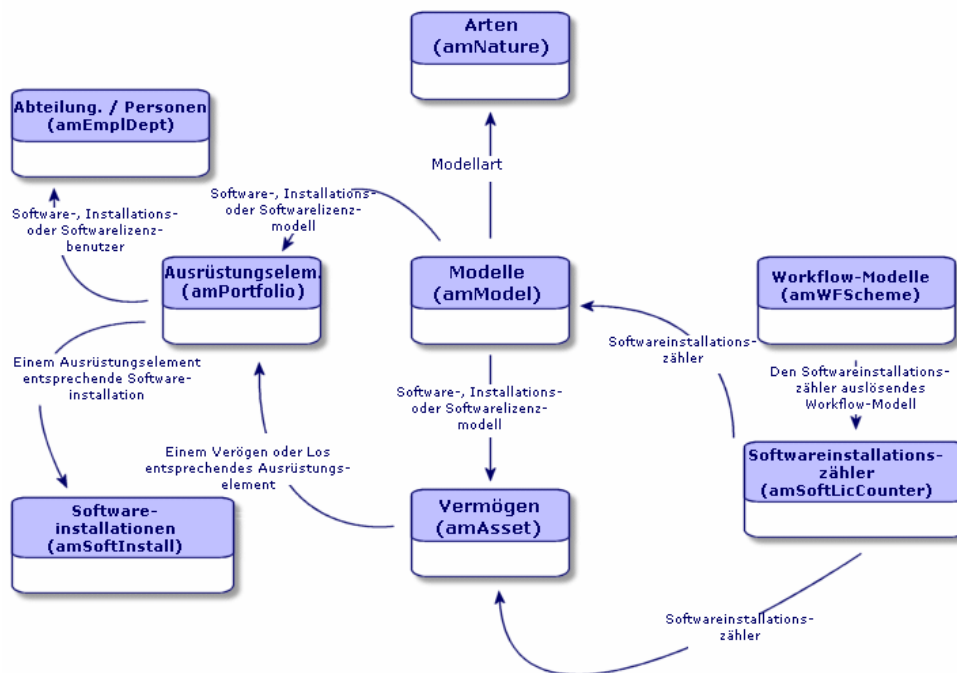 Arten
(amNature)
Abteilung. / Personen
(amEmplDept)
Modellart
Software-, Installations-
oder Softwarelizenz-
modell
Software-, Installations-
oder Softwarelizenz-
benutzer
Ausrüstungselem.
(amPortfolio)
Modelle
(amModel)
Workflow-Modelle
(amWFScheme)
Softwareinstallations-
zähler
Einem Ausrüstungselement
entsprechende Software-
installation
Den Softwareinstallations-
zähler auslösendes
Workflow-Modell
Software-, Installations-
oder Softwarelizenz-
modell
Einem Verögen oder Los
entsprechendes Ausrüstungs-
element
Softwareinstallations-
zähler
(amSoftLicCounter)
Software-
installationen
(amSoftInstall)
Vermögen
(amAsset)
Softwareinstallations-
zähler